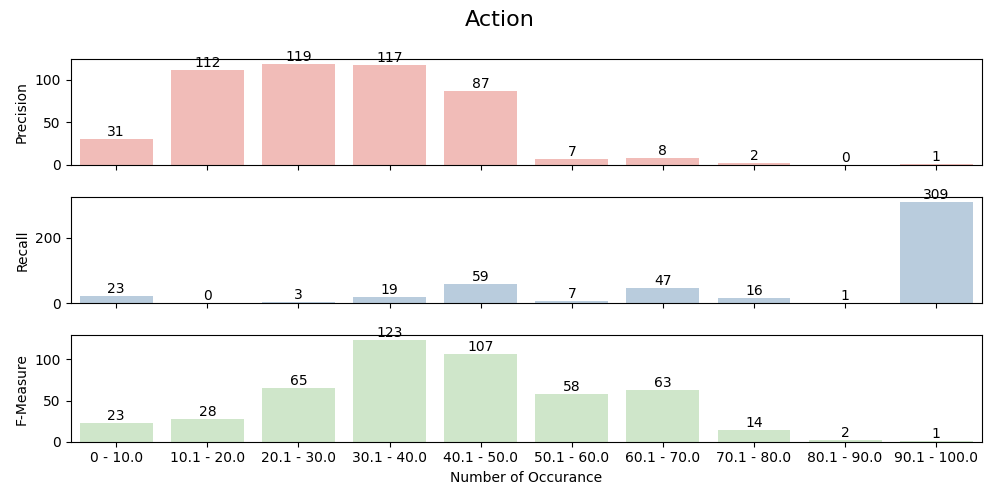 Action
Precision
100
50
0
31 112 119 117 87 7 8 2 0 1
Recall
200
0
23 0 3 19 59 7 47 16 1 309
F-Measure
100
50
0
23 28 65 123 107 58 63 14 2 1
0 - 10.0 10.1 - 20.0 20.1 - 30.0 30.1 - 40.0 40.1 - 50.0 50.1 - 60.0 60.1 - 70.0 70.1 - 80.0 80.1 - 90.0 90.1 - 100.0
Number of Occurance